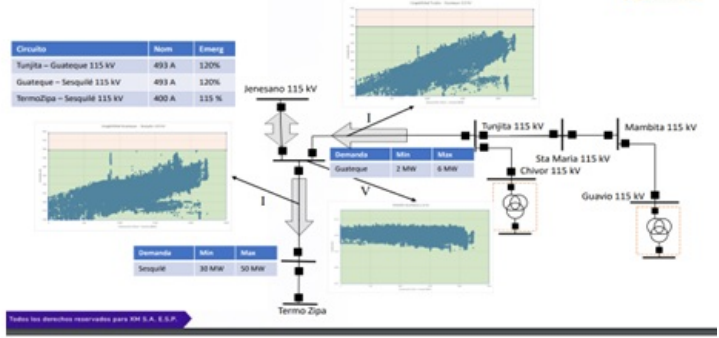 Circuito Nom Emerg
Tunjita – Guateque 115 kV 493 A 120%
Guateque – Sesquilé 115 kV 493 A 120%
TermoZipa – Sesquilé 115 kV 400 A 115 %
Jenesano 115 kV
I
Tunjita 115 kV
Mambita 115 kV
Sta Maria 115 kV
Chivor 115 kV
Demanda Min Max
Guateque 2 MW 6 MW
I
V
Guavio 115 kV
Demanda Min Max
Sesquilé 30 MW 50 MW
Termo Zipa
Todos los derechos reservados para XM S.A. E.S.P.